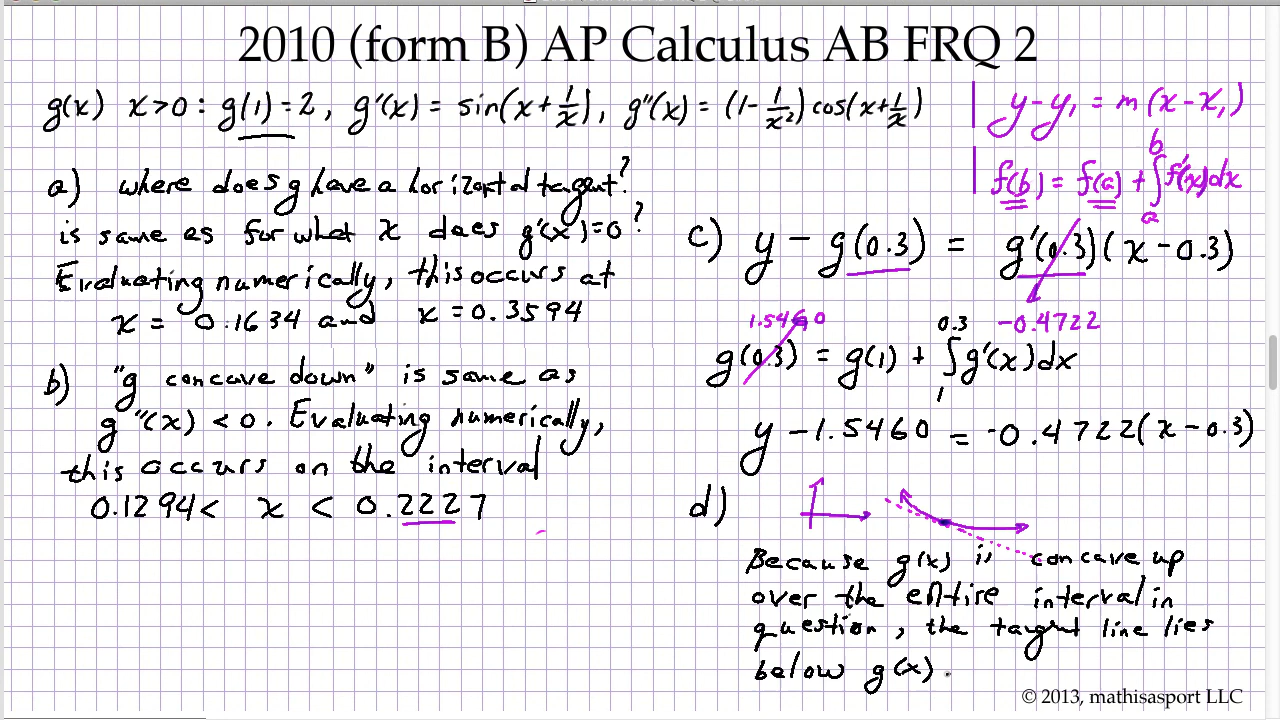 2010 (form B) AP Calculus AB FRQ 2
g(x) x>0 : g(1)=2, g'(x) = sin(x + 1/x), g''(x) = (1 - 1/x²) cos(x + 1/x)
y - y₁ = m(x - x₁)
f(b) = f(a) + ∫ₐᵇ f'(x)dx
a) where does g have a horizontal tangent?
is same as for what x does g'(x)=0?
Evaluating numerically, this occurs at
x = 0.1634 and x = 0.3594
b) "g concave down" is same as
g''(x) < 0. Evaluating numerically,
this occurs on the interval
0.1294 < x < 0.2227
c) y - g(0.3) = g'(0.3)(x - 0.3)
1.5460 -0.4722
g(0.3) = g(1) + ∫₁^0.3 g'(x)dx
y - 1.5460 = -0.4722(x - 0.3)
d)
Because g(x) is concave up
over the entire interval in
question, the tangent line lies
below g(x).
© 2013, mathisasport LLC